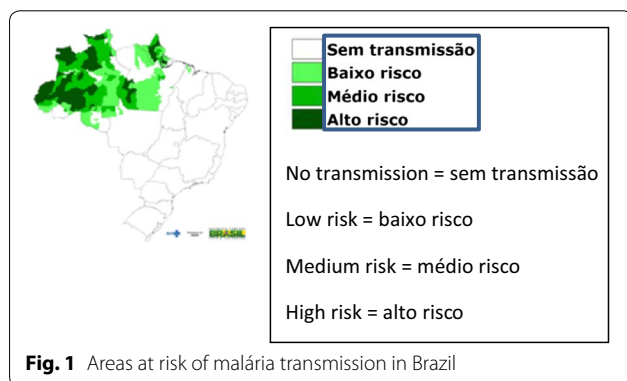 Sem transmissão
Baixo risco
Médio risco
Alto risco
No transmission = sem transmissão
Low risk = baixo risco
Medium risk = médio risco
High risk = alto risco
BRASIL
Fig. 1 Areas at risk of malária transmission in Brazil